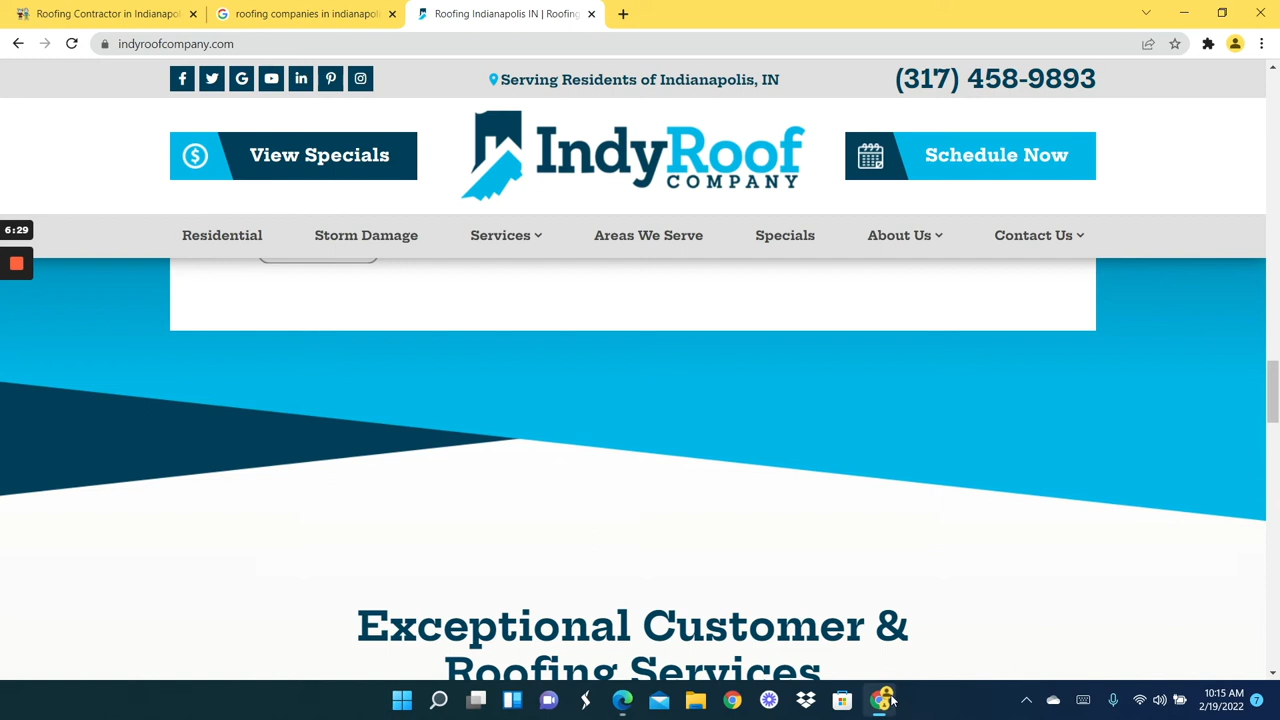 Roofing Contractor in Indianapol
roofing companies in indianapoli
Roofing Indianapolis IN | Roofing
indyroofcompany.com
Serving Residents of Indianapolis, IN
(317) 458-9893
View Specials
IndyRoof
COMPANY
Schedule Now
6:29
Residential
Storm Damage
Services
Areas We Serve
Specials
About Us
Contact Us
Exceptional Customer &
Roofing Services
10:15 AM
2/19/2022
7